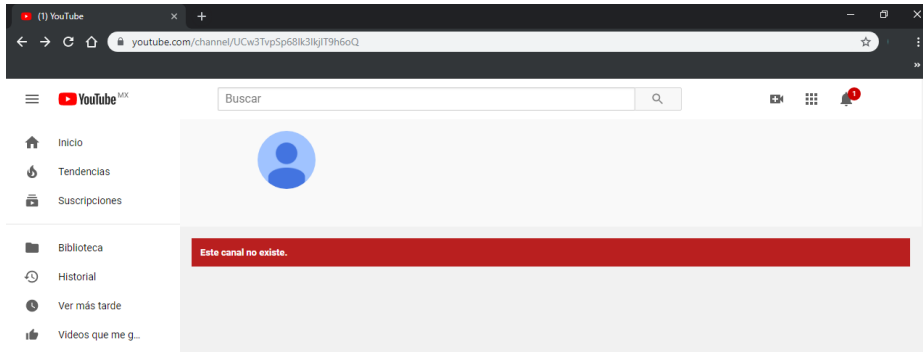 (1) YouTube
youtube.com/channel/UCw3TvpSp68Ik3IkjlT9h6oQ
YouTube MX
Buscar
1
Inicio
Tendencias
Suscripciones
Biblioteca
Este canal no existe.
Historial
Ver más tarde
Videos que me g...